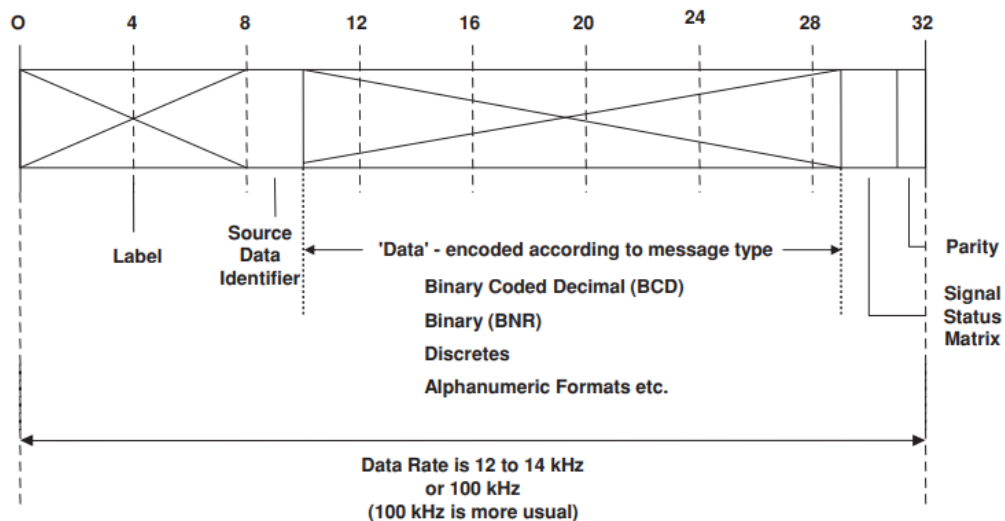 O 4 8 12 16 20 24 28 32
Label
Source
Data
Identifier
'Data' - encoded according to message type
Binary Coded Decimal (BCD)
Binary (BNR)
Discretes
Alphanumeric Formats etc.
Parity
Signal
Status
Matrix
Data Rate is 12 to 14 kHz
or 100 kHz
(100 kHz is more usual)